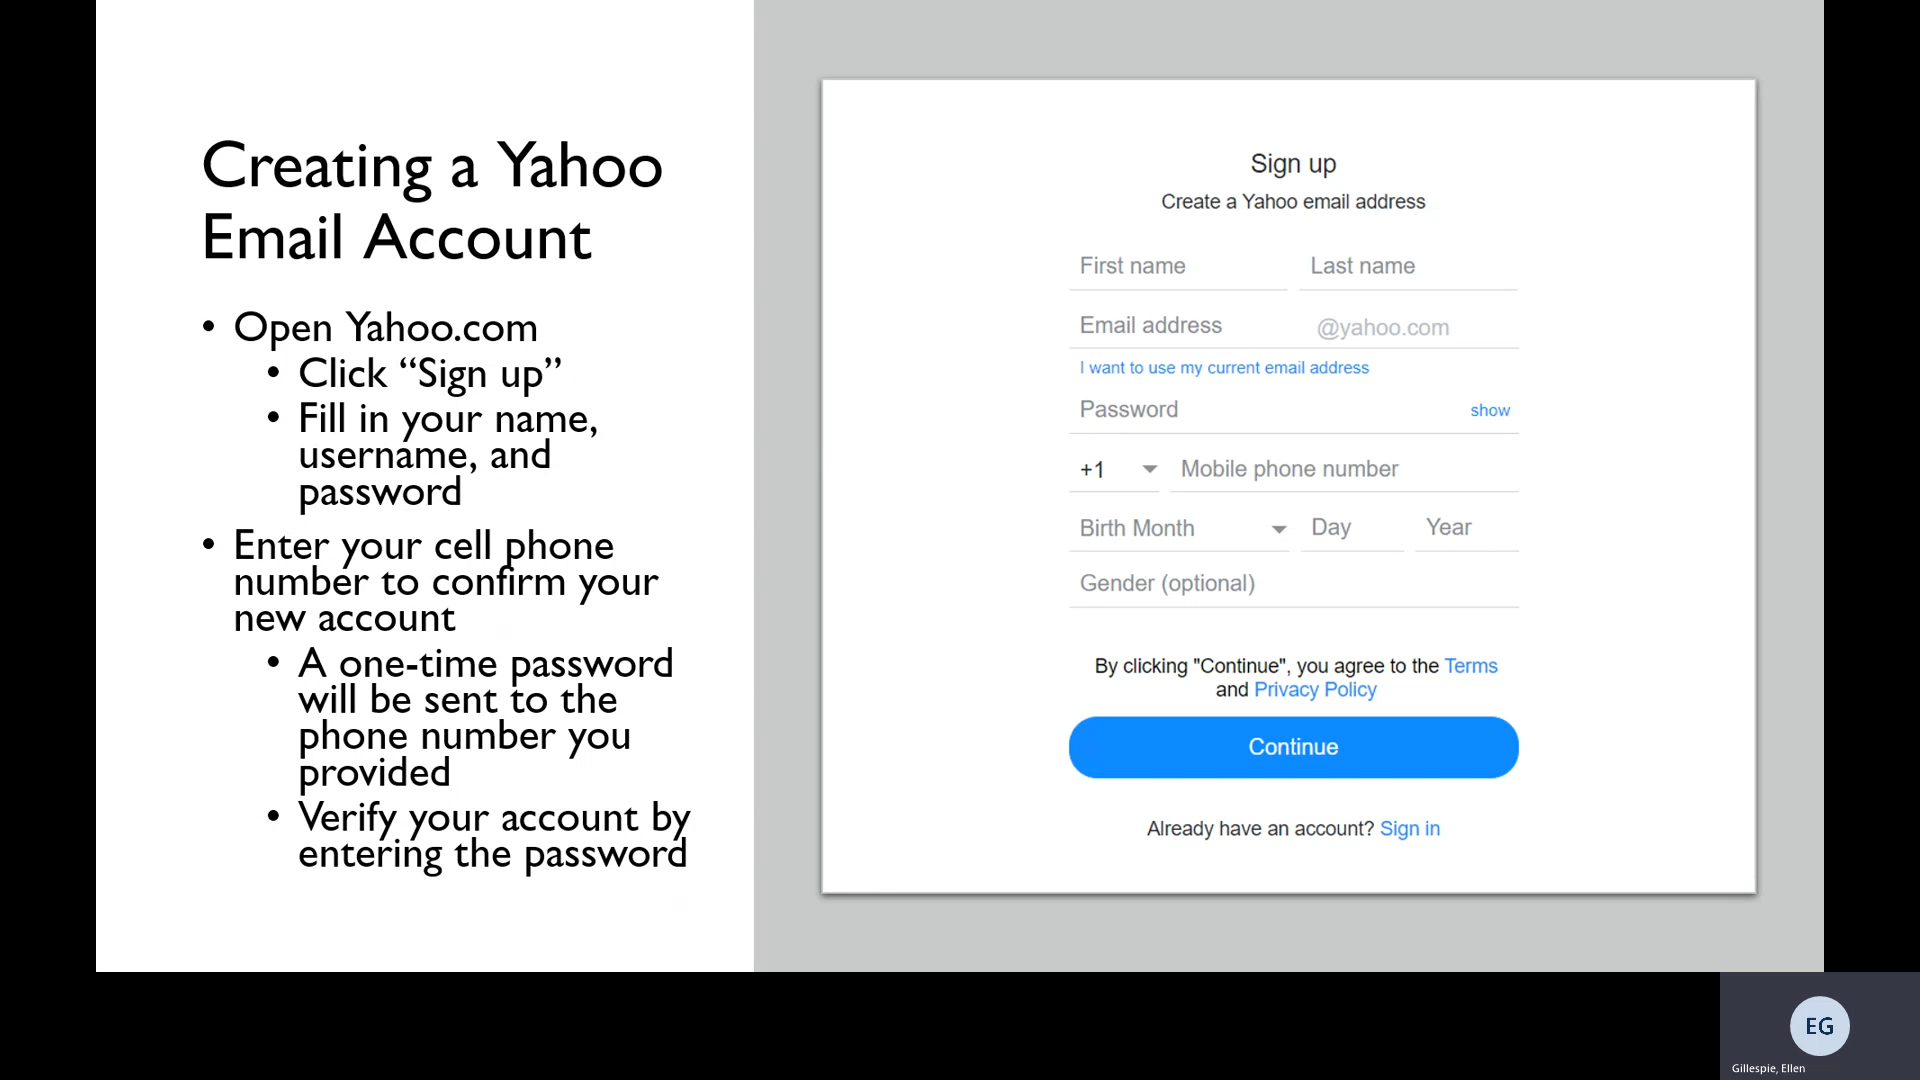 Creating a Yahoo
Email Account
• Open Yahoo.com
• Click “Sign up”
• Fill in your name,
username, and
password
• Enter your cell phone
number to confirm your
new account
• A one-time password
will be sent to the
phone number you
provided
• Verify your account by
entering the password
Sign up
Create a Yahoo email address
First name Last name
Email address @yahoo.com
I want to use my current email address
Password show
+1 Mobile phone number
Birth Month Day Year
Gender (optional)
By clicking "Continue", you agree to the Terms
and Privacy Policy
Continue
Already have an account? Sign in
EG
Gillespie, Ellen